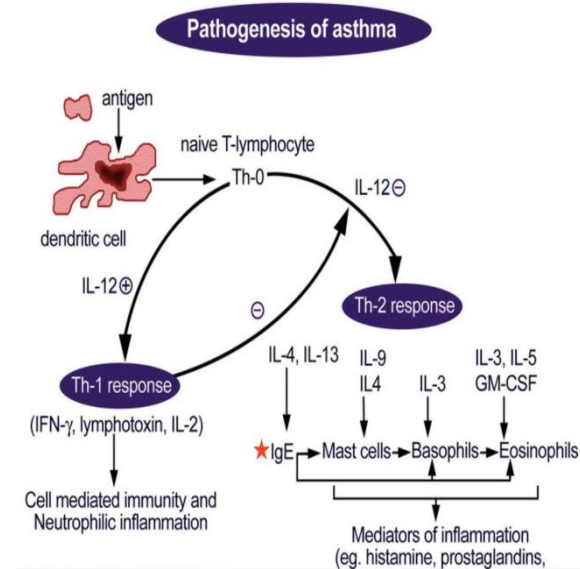 Pathogenesis of asthma
antigen
naive T-lymphocyte
Th-0
IL-12⊖
dendritic cell
IL-12⊕
⊖
Th-2 response
Th-1 response
(IFN-γ, lymphotoxin, IL-2)
Cell mediated immunity and
Neutrophilic inflammation
IL-4, IL-13
IL-9
IL4
IL-3
IL-3, IL-5
GM-CSF
IgE
Mast cells
Basophils
Eosinophils
Mediators of inflammation
(eg. histamine, prostaglandins,